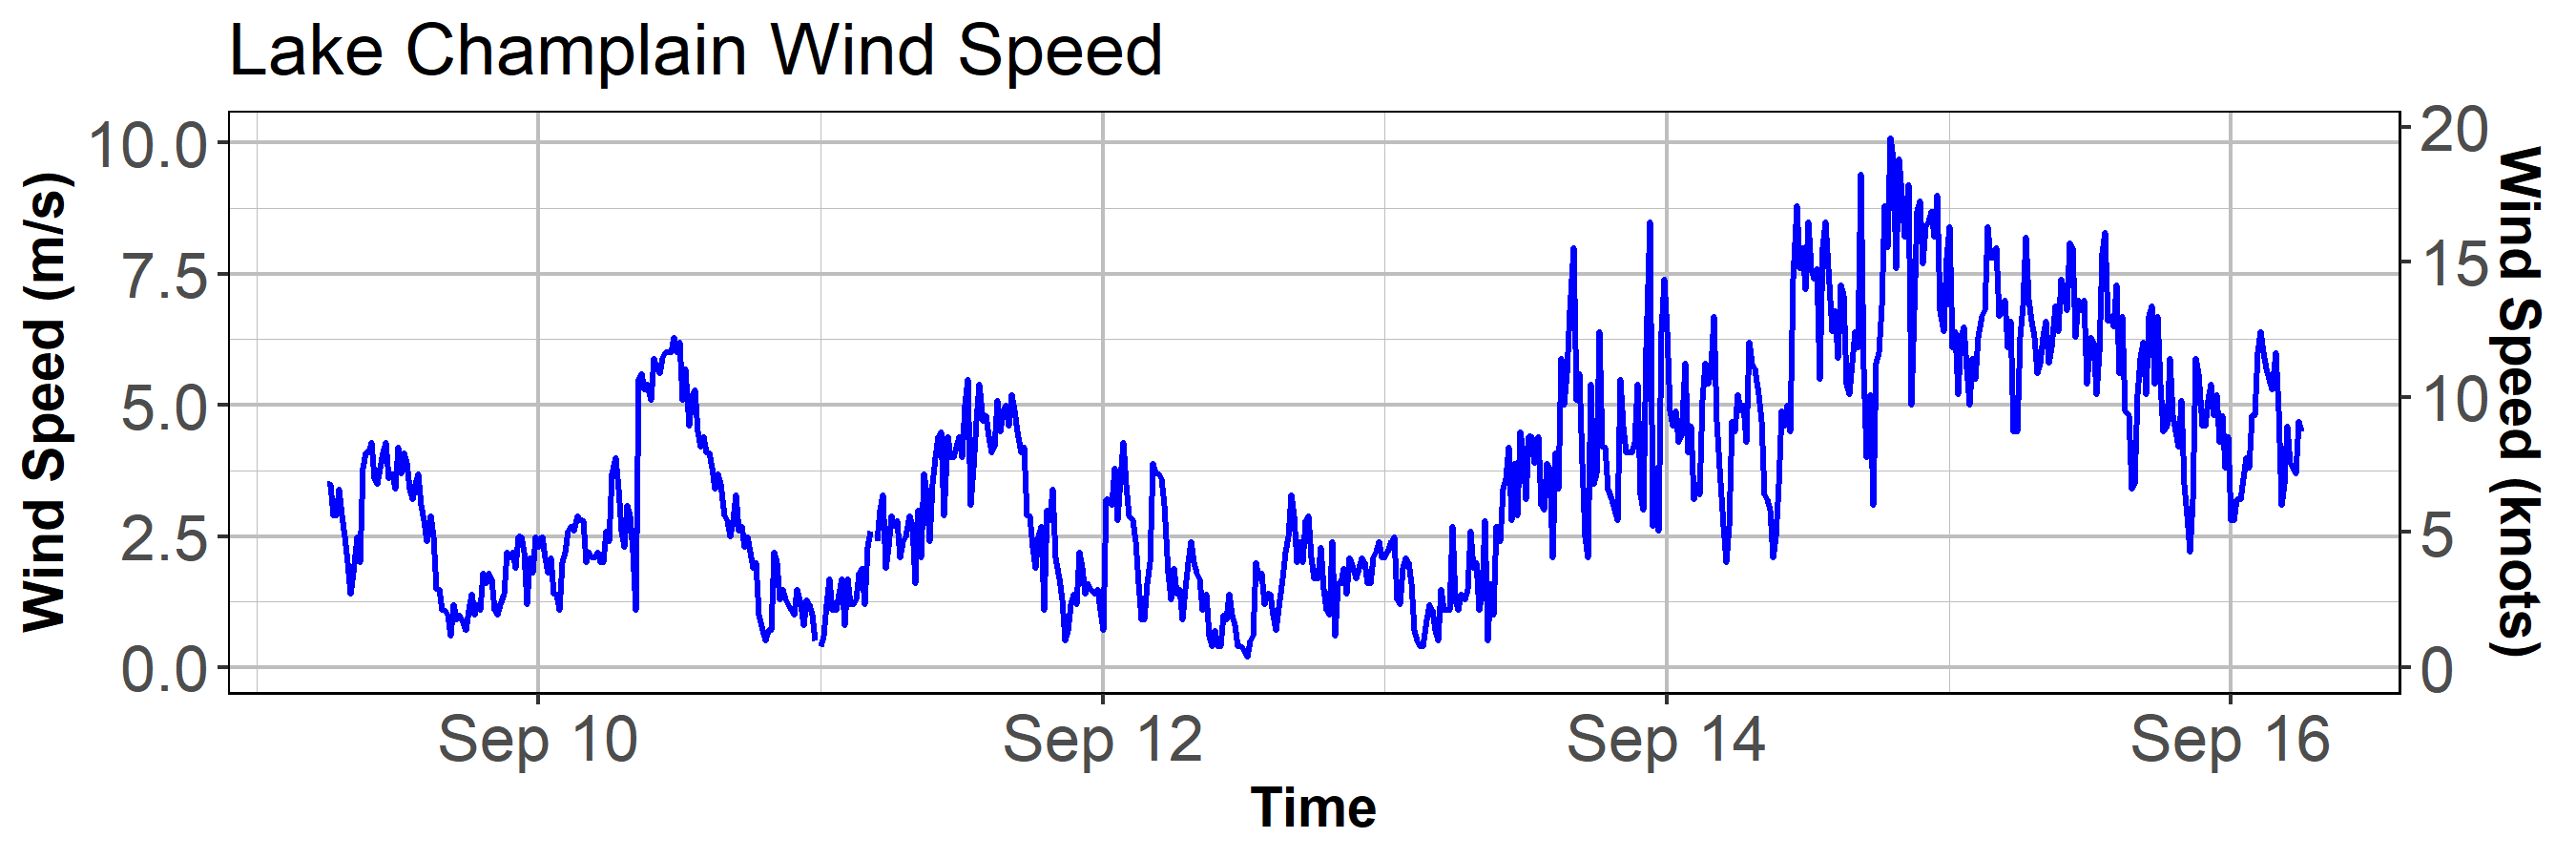 Lake Champlain Wind Speed
Wind Speed (m/s)
10.0
7.5
5.0
2.5
0.0
20
15
10
5
0
Wind Speed (knots)
Sep 10 Sep 12 Sep 14 Sep 16
Time